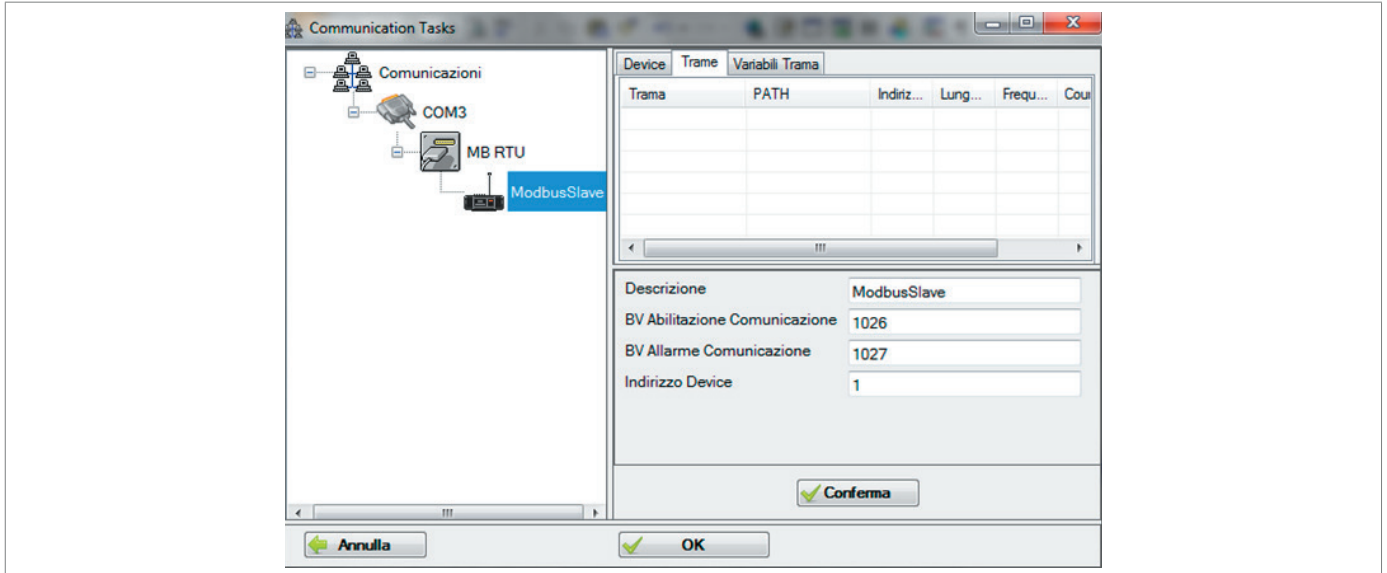 Communication Tasks
Comunicazioni
COM3
MB RTU
ModbusSlave
Device Trame Variabili Trama
Trama PATH Indiriz... Lung... Frequ... Cour
Descrizione ModbusSlave
BV Abilitazione Comunicazione 1026
BV Allarme Comunicazione 1027
Indirizzo Device 1
Conferma
Annulla OK